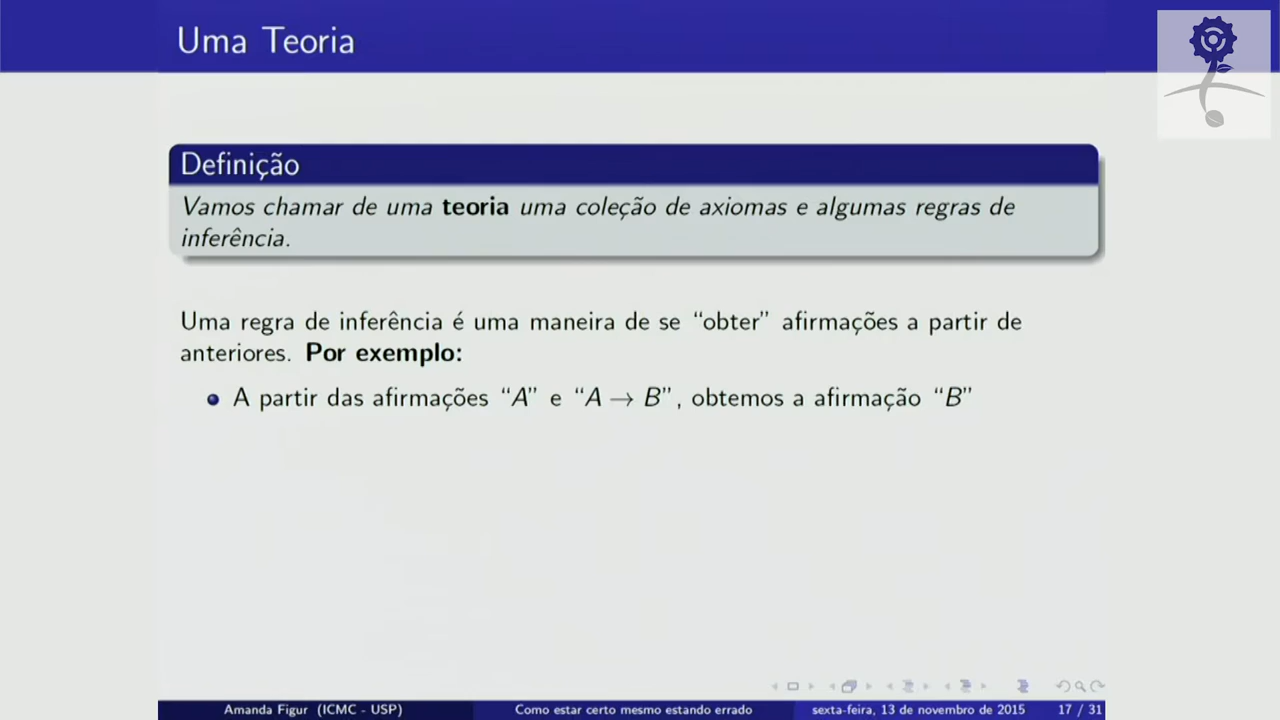 Uma Teoria
Definição
Vamos chamar de uma teoria uma coleção de axiomas e algumas regras de
inferência.
Uma regra de inferência é uma maneira de se “obter” afirmações a partir de
anteriores. Por exemplo:
A partir das afirmações “A” e “A → B”, obtemos a afirmação “B”
Amanda Figur (ICMC - USP) Como estar certo mesmo estando errado sexta-feira, 13 de novembro de 2015 17 / 31